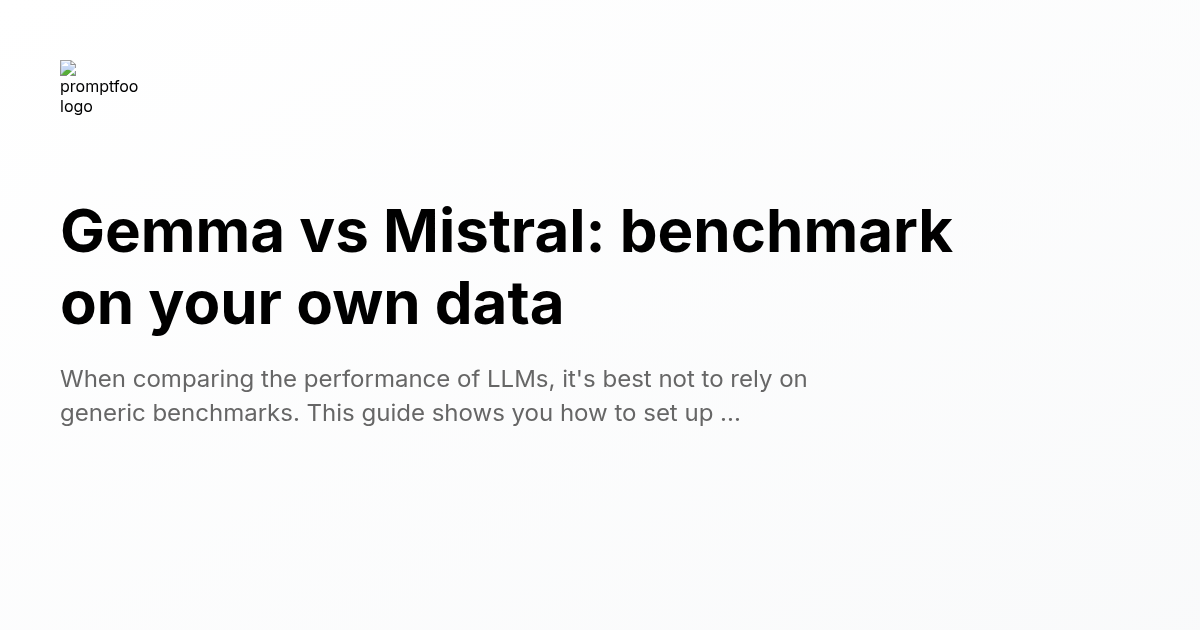 promptfoo
logo
Gemma vs Mistral: benchmark
on your own data
When comparing the performance of LLMs, it's best not to rely on
generic benchmarks. This guide shows you how to set up ...